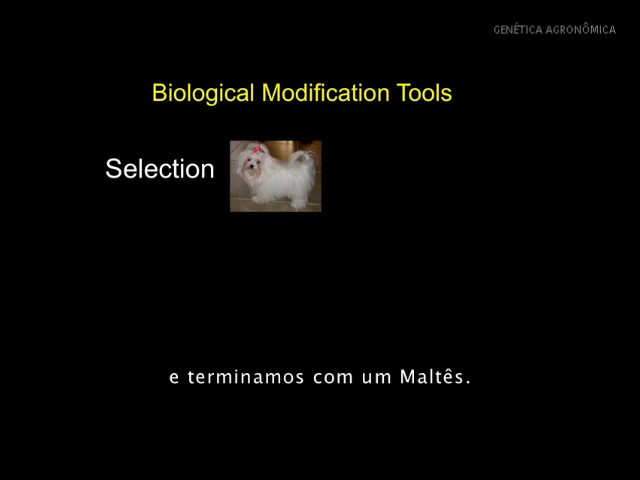 GENÉTICA AGRONÔMICA
Biological Modification Tools
Selection
e terminamos com um Maltês.